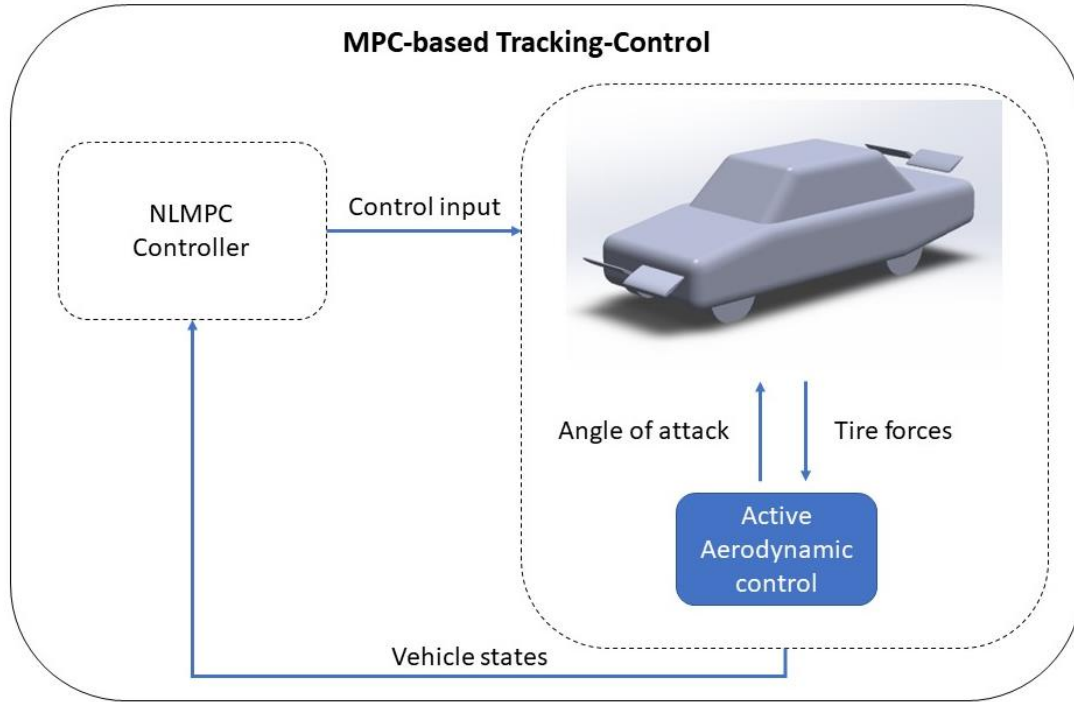 MPC-based Tracking-Control
NLMPC
Controller
Control input
Angle of attack
Tire forces
Active
Aerodynamic
control
Vehicle states